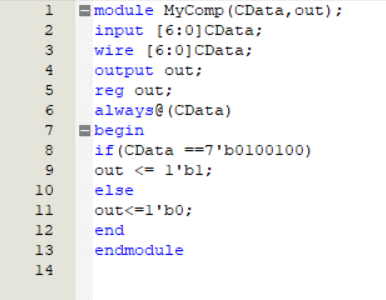 1 module MyComp(CData,out);
2 input [6:0]CData;
3 wire [6:0]CData;
4 output out;
5 reg out;
6 always@(CData)
7 begin
8 if(CData ==7'b0100100)
9 out <= 1'b1;
10 else
11 out<=1'b0;
12 end
13 endmodule
14